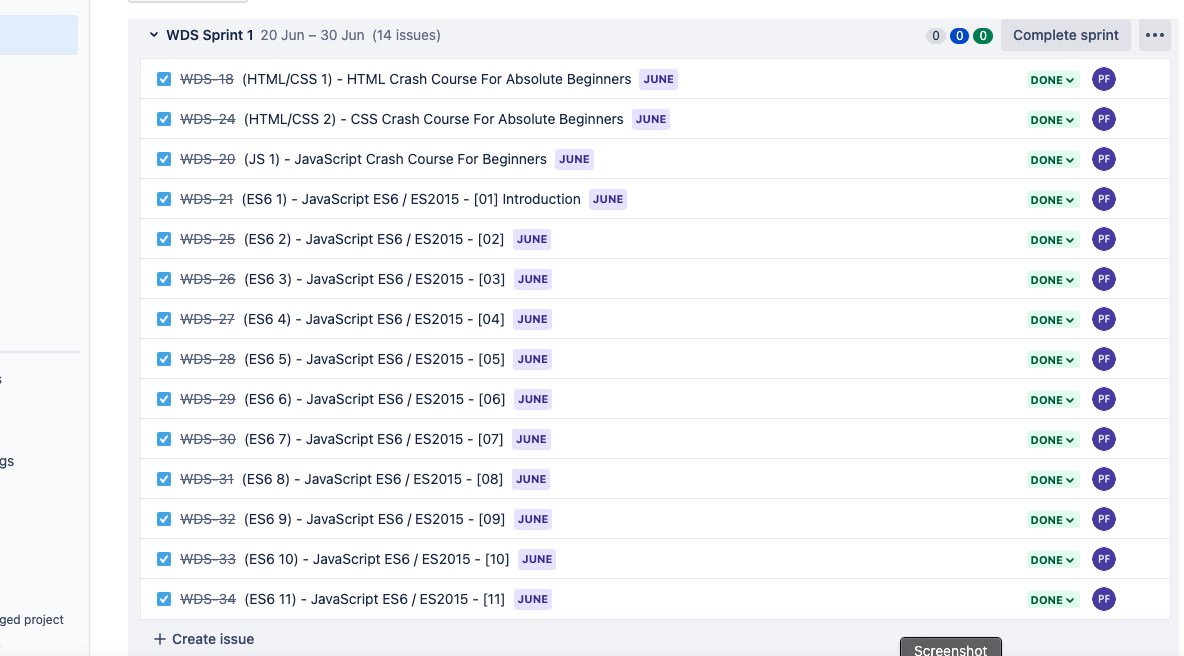 WDS Sprint 1 20 Jun – 30 Jun (14 issues) 0 0 0 Complete sprint
WDS-18 (HTML/CSS 1) - HTML Crash Course For Absolute Beginners JUNE DONE PF
WDS-24 (HTML/CSS 2) - CSS Crash Course For Absolute Beginners JUNE DONE PF
WDS-20 (JS 1) - JavaScript Crash Course For Beginners JUNE DONE PF
WDS-21 (ES6 1) - JavaScript ES6 / ES2015 - [01] Introduction JUNE DONE PF
WDS-25 (ES6 2) - JavaScript ES6 / ES2015 - [02] JUNE DONE PF
WDS-26 (ES6 3) - JavaScript ES6 / ES2015 - [03] JUNE DONE PF
WDS-27 (ES6 4) - JavaScript ES6 / ES2015 - [04] JUNE DONE PF
WDS-28 (ES6 5) - JavaScript ES6 / ES2015 - [05] JUNE DONE PF
WDS-29 (ES6 6) - JavaScript ES6 / ES2015 - [06] JUNE DONE PF
WDS-30 (ES6 7) - JavaScript ES6 / ES2015 - [07] JUNE DONE PF
WDS-31 (ES6 8) - JavaScript ES6 / ES2015 - [08] JUNE DONE PF
WDS-32 (ES6 9) - JavaScript ES6 / ES2015 - [09] JUNE DONE PF
WDS-33 (ES6 10) - JavaScript ES6 / ES2015 - [10] JUNE DONE PF
WDS-34 (ES6 11) - JavaScript ES6 / ES2015 - [11] JUNE DONE PF
+ Create issue
Screenshot
s
gs
ged project